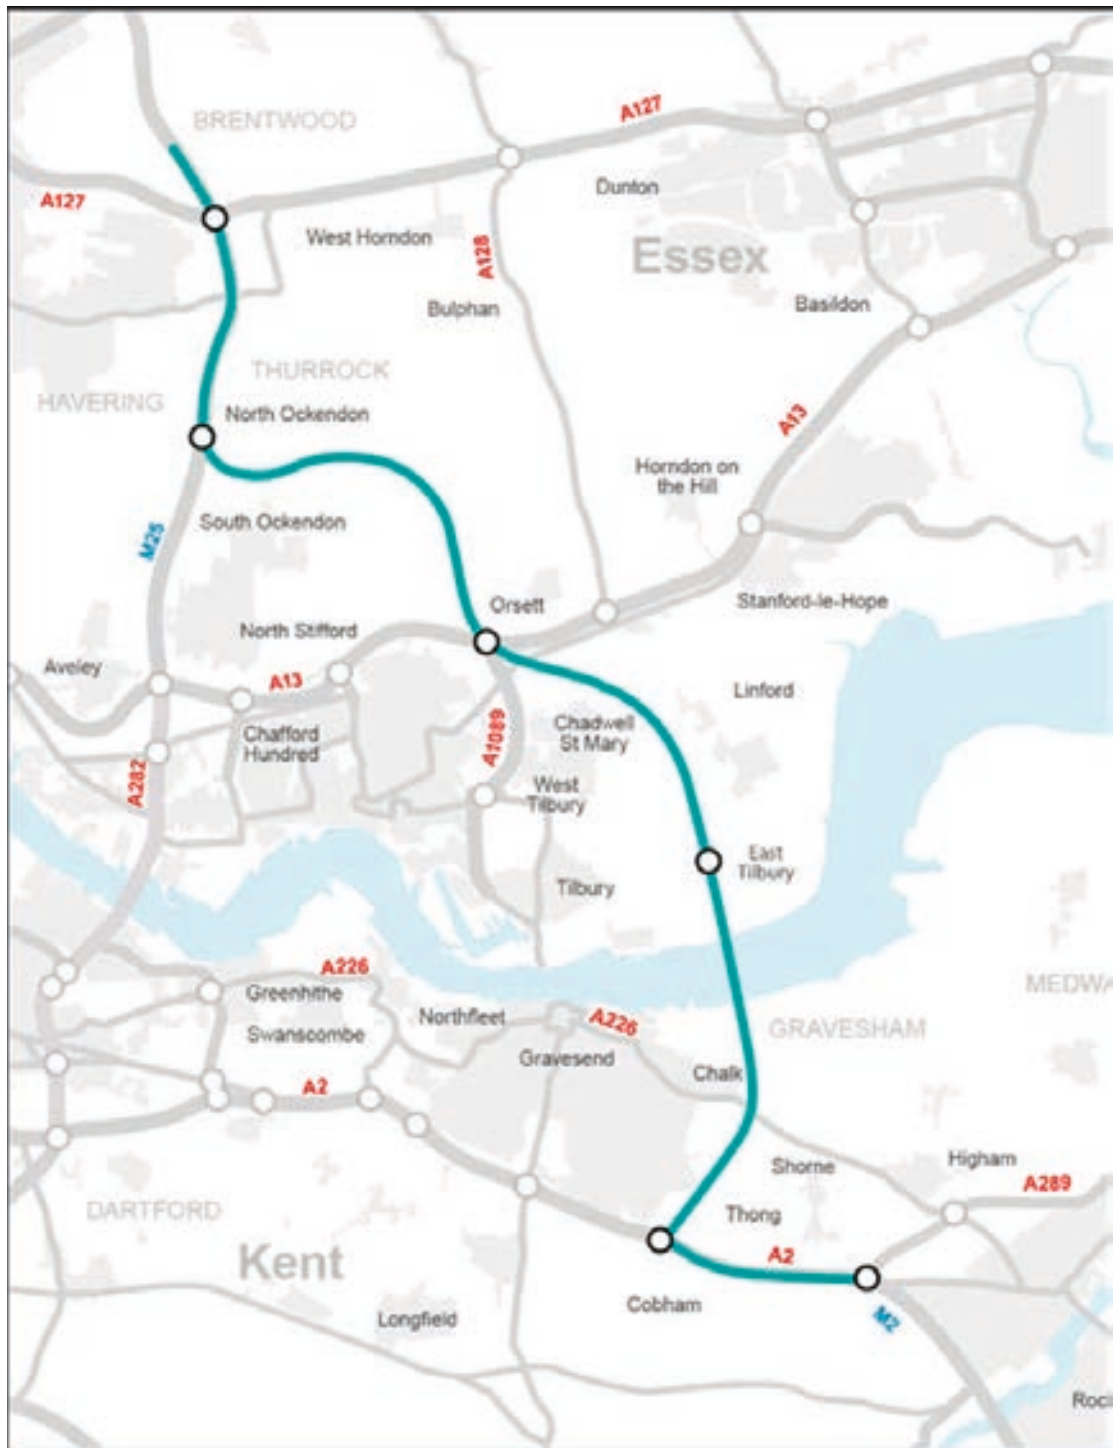 BRENTWOOD
A127
A127
Dunton
West Horndon
A128
Essex
Bulphan
Basildon
THURROCK
HAVERING
North Ockendon
A13
Horndon on
the Hill
South Ockendon
M25
Orsett
Stanford-le-Hope
North Stifford
Aveley
A13
Linford
Chadwell
St Mary
A1089
Chafford
Hundred
A282
West
Tilbury
East
Tilbury
Tilbury
A226
Greenhithe
MEDWA
Northfleet
A226
GRAVESHAM
Swanscombe
Gravesend
Chalk
A2
Shorne
Higham
A289
DARTFORD
Thong
Kent
A2
Cobham
Longfield
M2
Roc